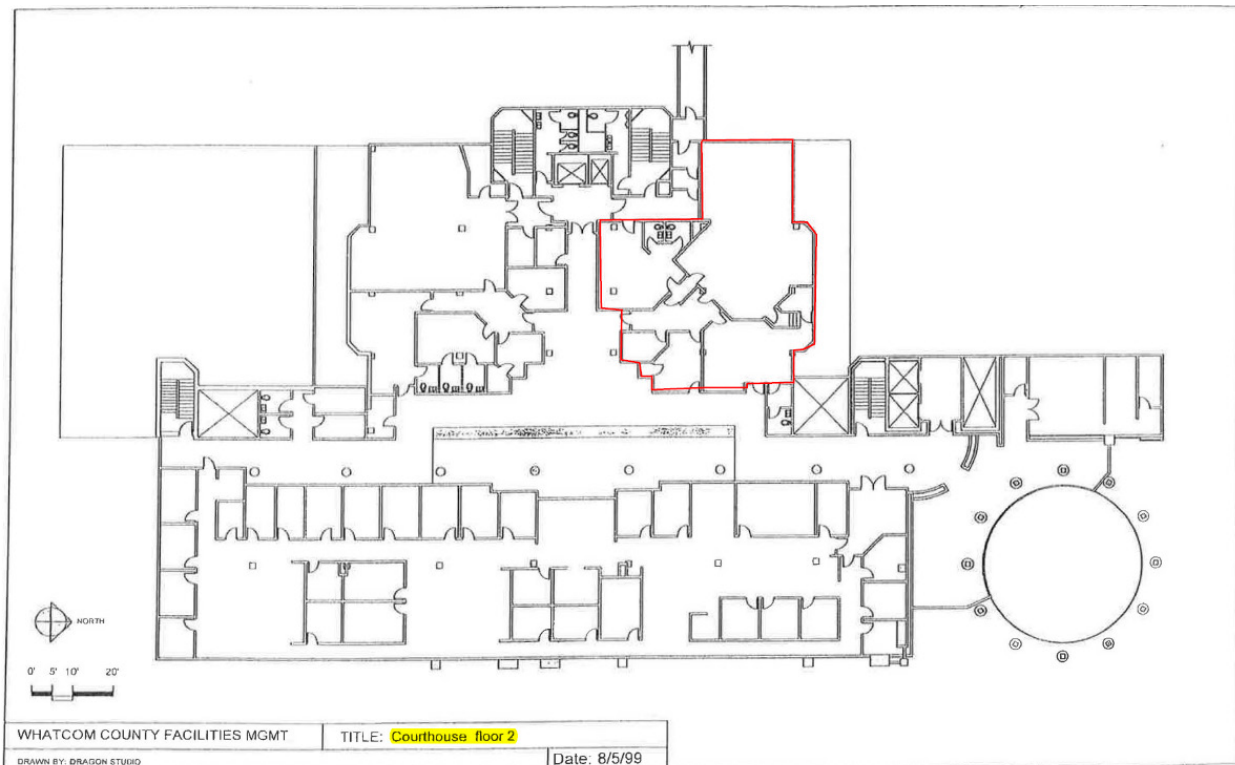 NORTH
0' 5' 10' 20'
WHATCOM COUNTY FACILITIES MGMT
TITLE: Courthouse floor 2
DRAWN BY: DRAGON STUDIO
Date: 8/5/99